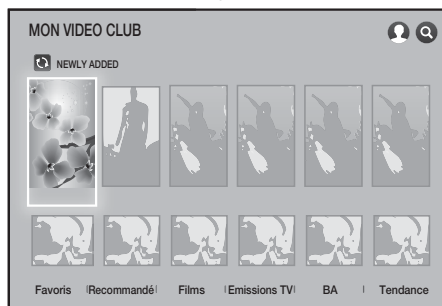 MON VIDEO CLUB
NEWLY ADDED
Favoris | Recommandé | Films | Emissions TV | BA | Tendance